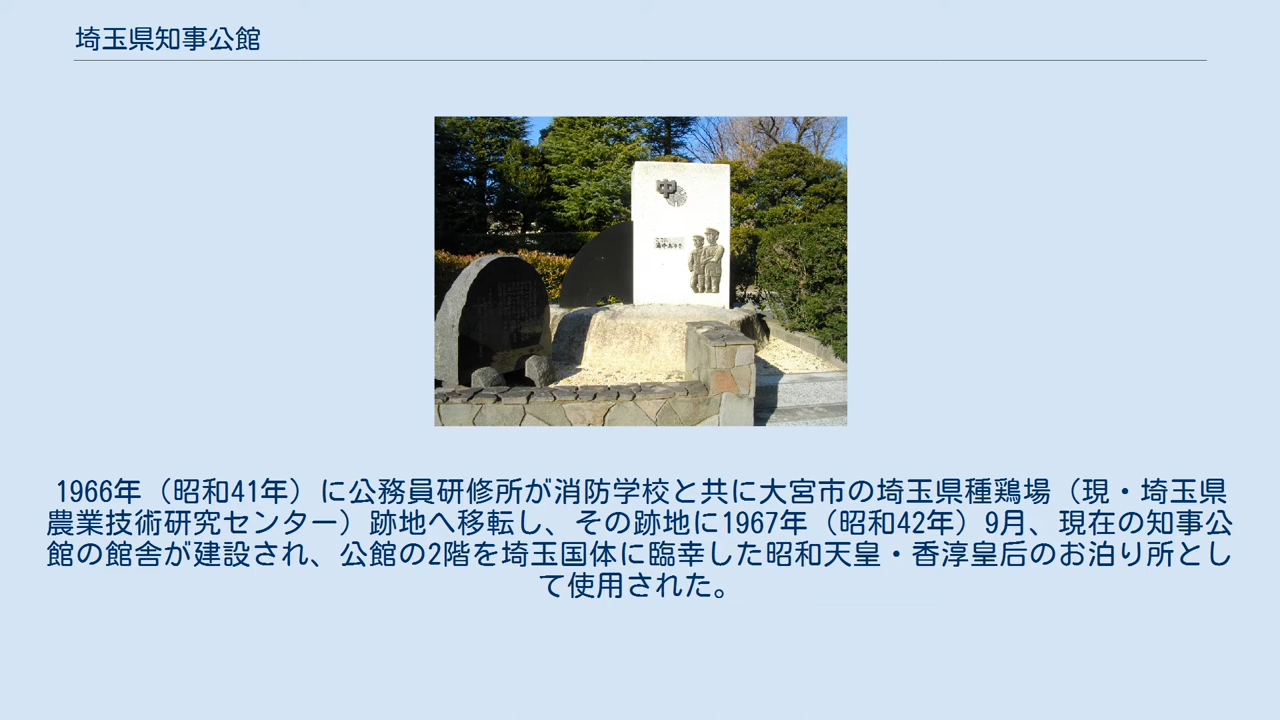 埼玉県知事公館
中
1966年（昭和41年）に公務員研修所が消防学校と共に大宮市の埼玉県種鶏場（現・埼玉県
農業技術研究センター）跡地へ移転し、その跡地に1967年（昭和42年）9月、現在の知事公
館の館舎が建設され、公館の2階を埼玉国体に臨幸した昭和天皇・香淳皇后のお泊り所とし
て使用された。